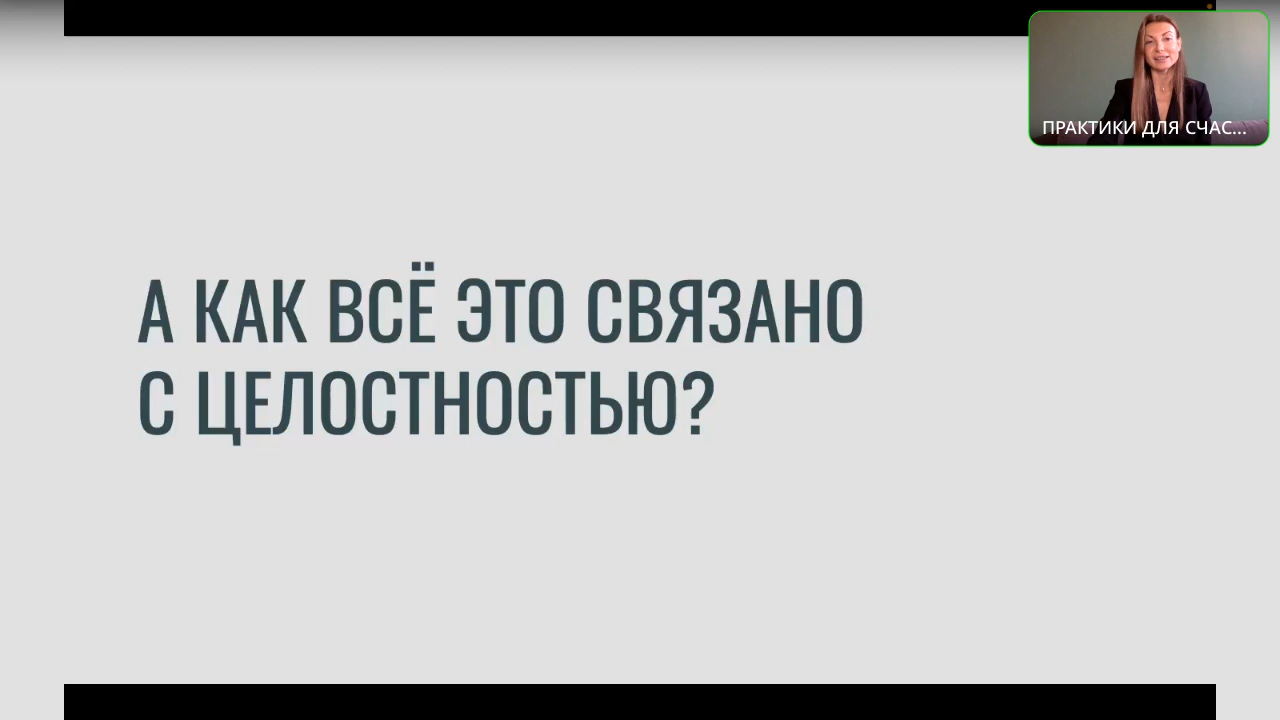 ПРАКТИКИ ДЛЯ СЧАС...
А КАК ВСЁ ЭТО СВЯЗАНО
С ЦЕЛОСТНОСТЬЮ?